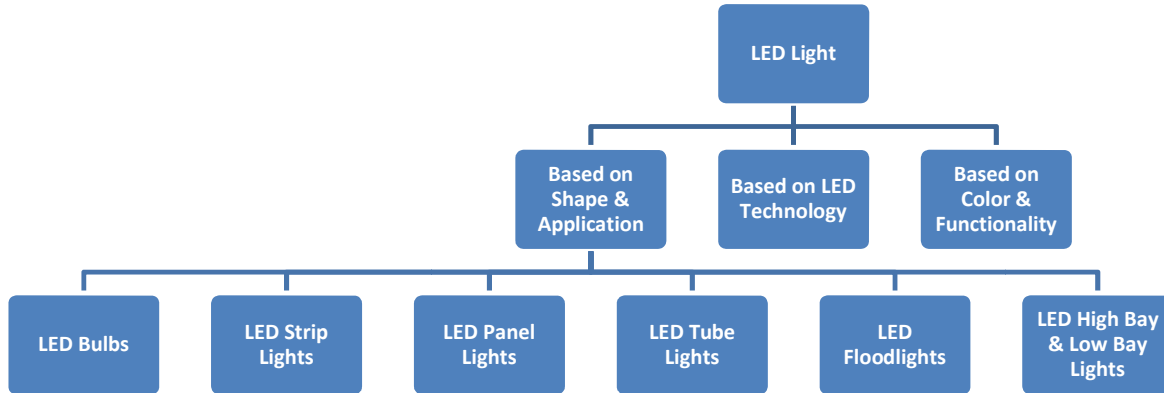 LED Light
Based on
Shape &
Application
Based on LED
Technology
Based on
Color &
Functionality
LED Bulbs
LED Strip
Lights
LED Panel
Lights
LED Tube
Lights
LED
Floodlights
LED High Bay
& Low Bay
Lights